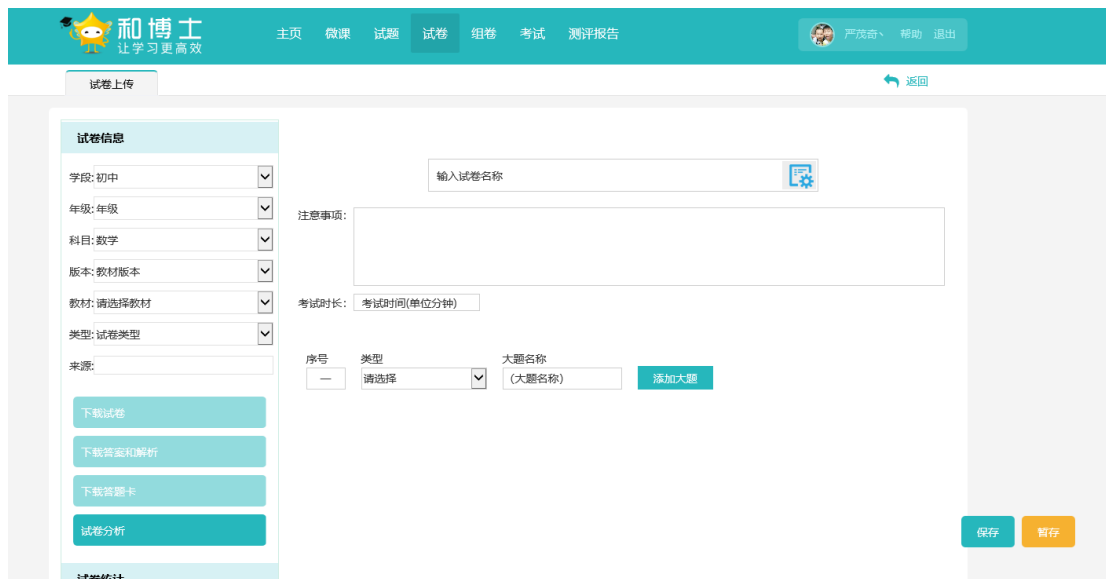 和博士
让学习更高效
主页 微课 试题 试卷 组卷 考试 测评报告
严茂奇丶 帮助 退出
试卷上传
返回
试卷信息
学段: 初中
年级: 年级
科目: 数学
版本: 教材版本
教材: 请选择教材
类型: 试卷类型
来源:
下载试卷
下载答案和解析
下载答题卡
试卷分析
试卷统计
输入试卷名称
注意事项:
考试时长: 考试时间(单位分钟)
序号 类型 大题名称
一 请选择 (大题名称) 添加大题
保存 暂存